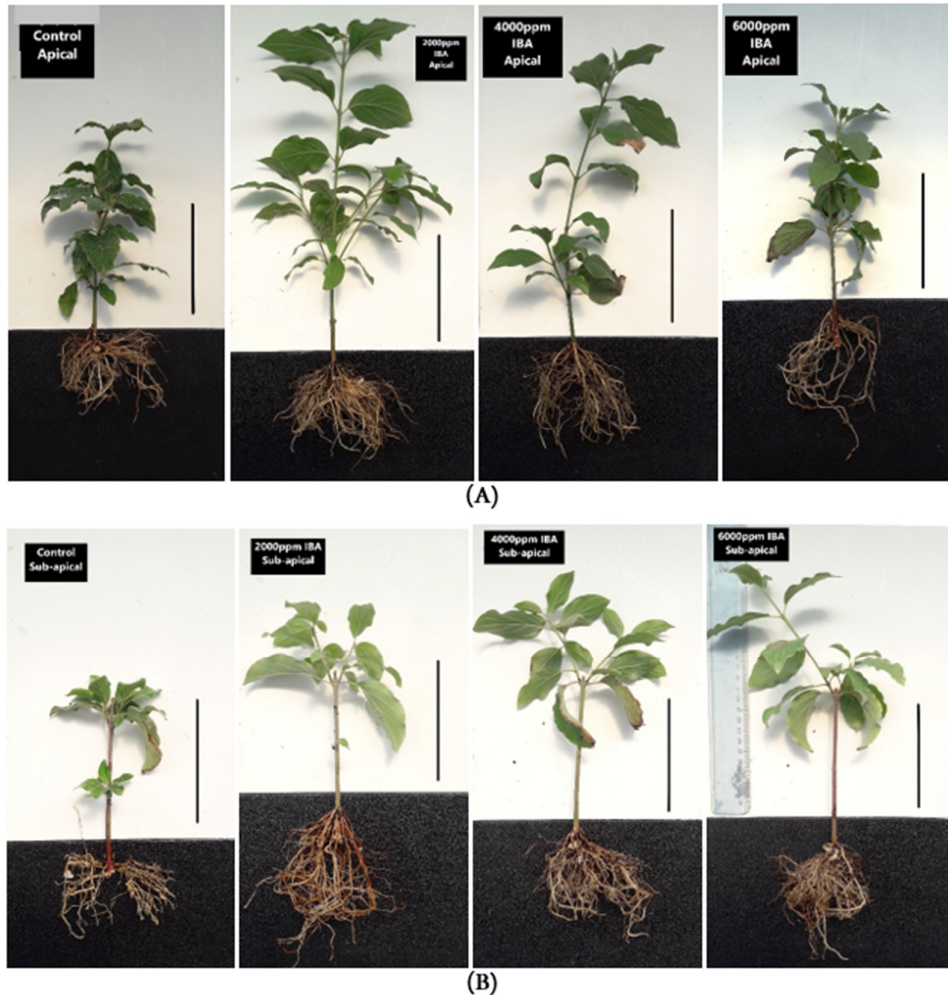 Control
Apical
2000ppm
IBA
Apical
4000ppm
IBA
Apical
6000ppm
IBA
Apical
(A)
Control
Sub-apical
2000ppm IBA
Sub-apical
4000ppm IBA
Sub-apical
6000ppm IBA
Sub-apical
(B)